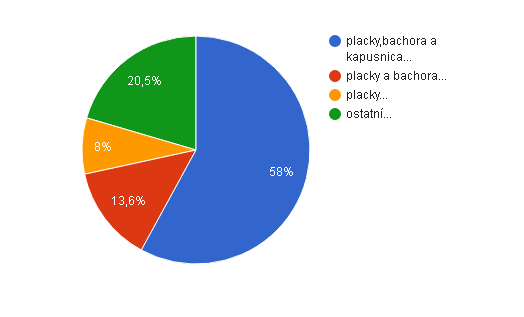 placky,bachora a
kapusnica...
placky a bachora...
placky...
ostatní...
20,5%
8%
13,6%
58%